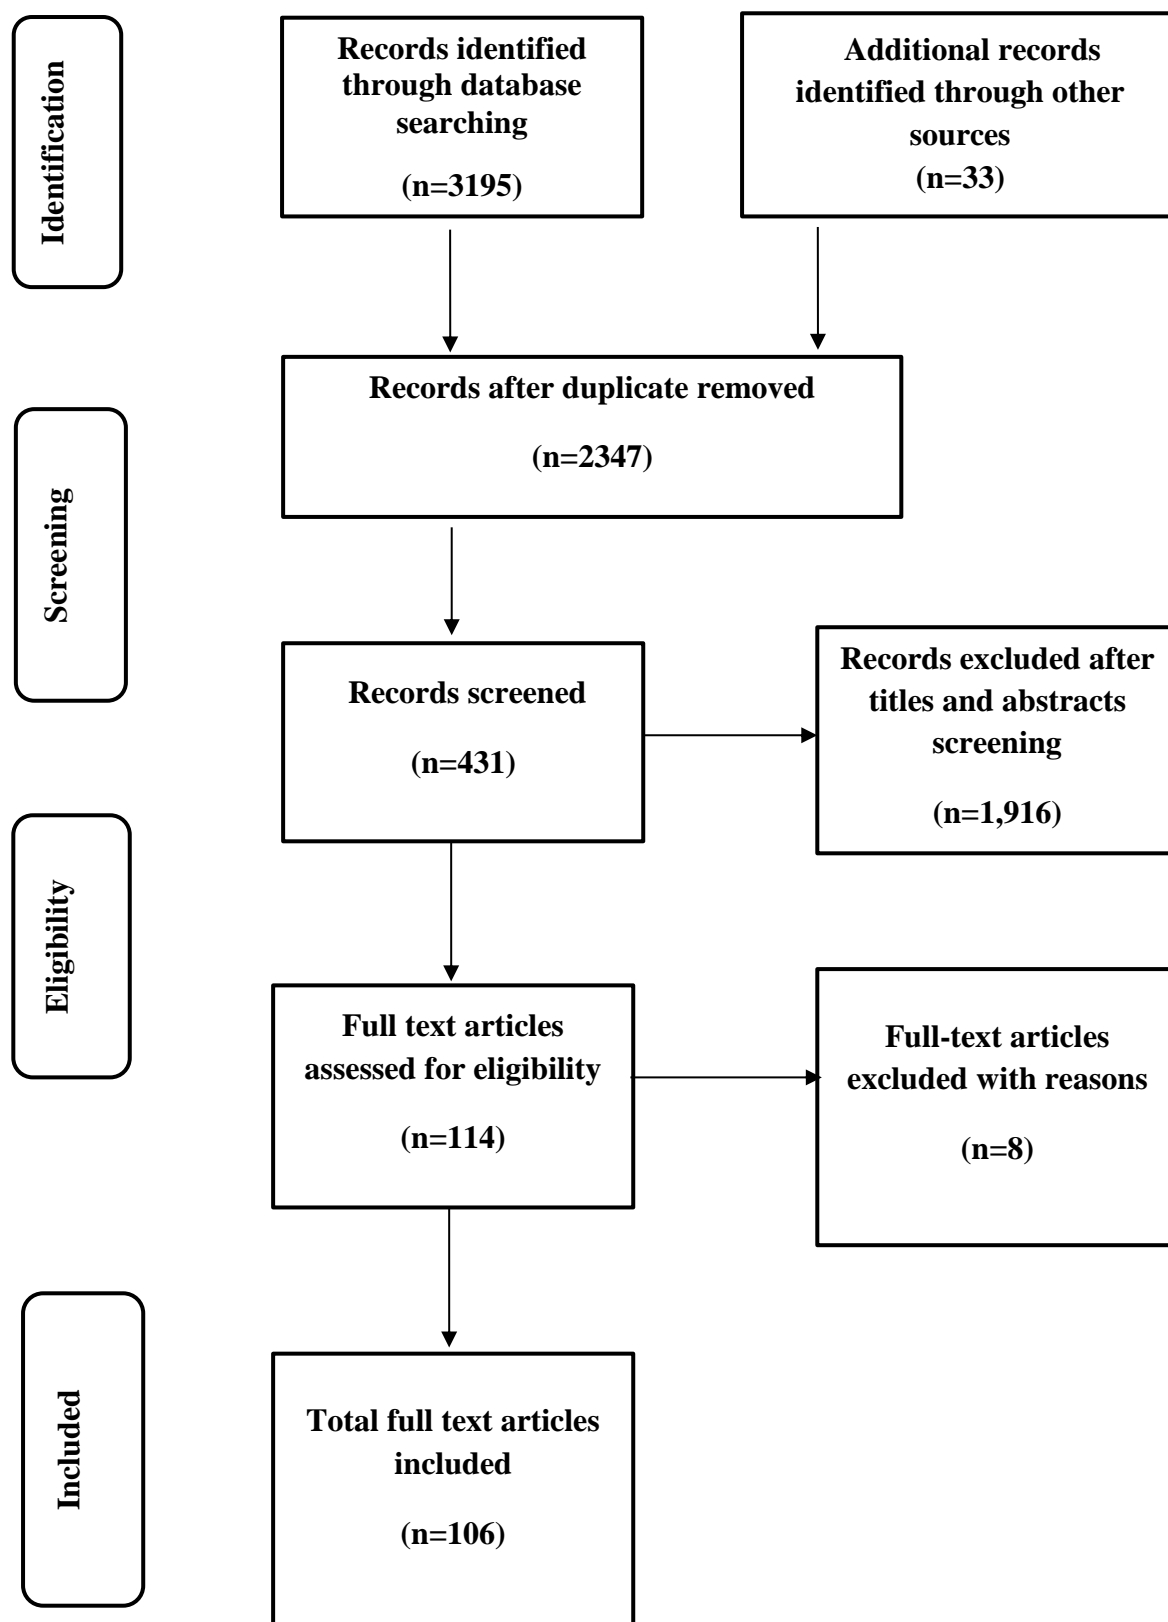 Identification
Records identified
through database
searching
(n=3195)
Additional records
identified through other
sources
(n=33)
Records after duplicate removed
(n=2347)
Screening
Records screened
(n=431)
Records excluded after
titles and abstracts
screening
(n=1,916)
Eligibility
Full text articles
assessed for eligibility
(n=114)
Full-text articles
excluded with reasons
(n=8)
Included
Total full text articles
included
(n=106)